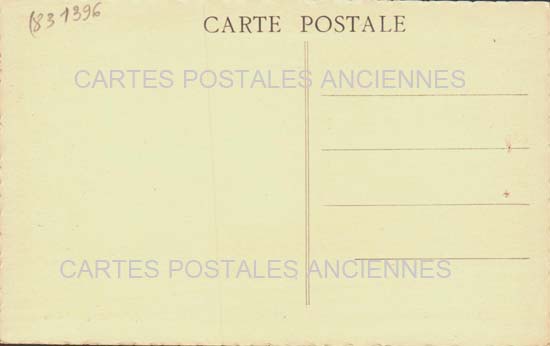 (831396
CARTE POSTALE
CARTES POSTALES ANCIENNES
CARTES POSTALES ANCIENNES